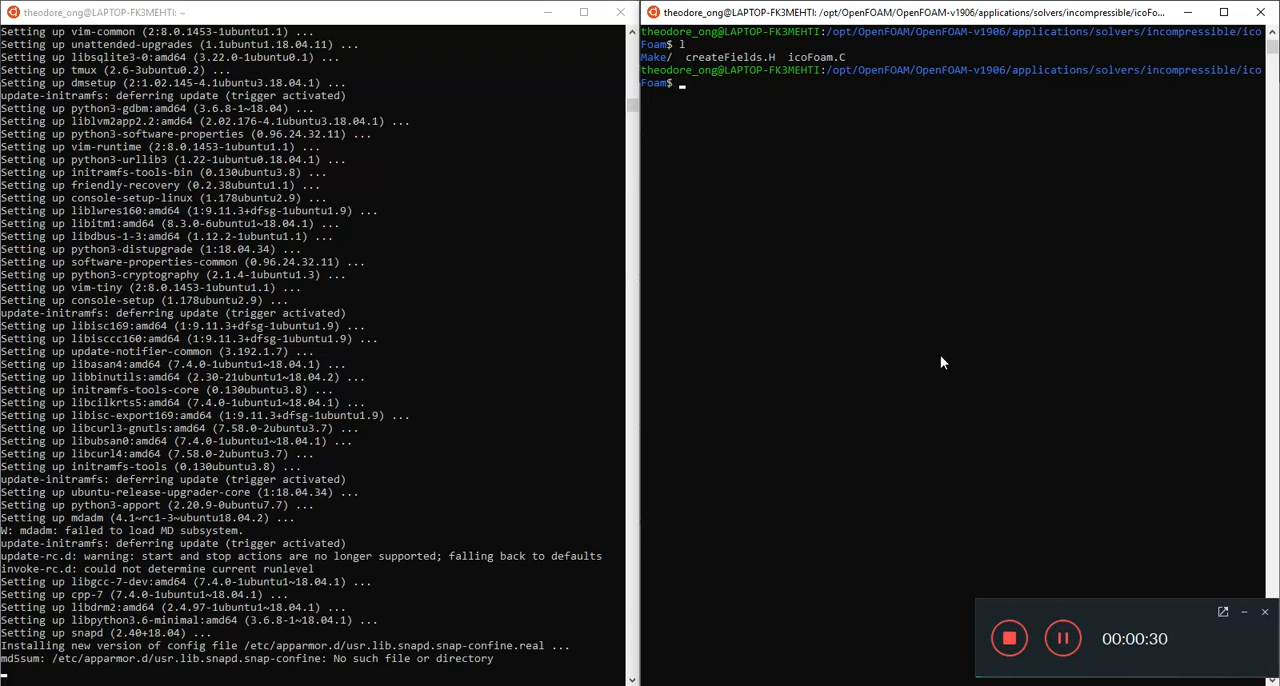 theodore_ong@LAPTOP-FK3MEHTI: ~
Setting up vim-common (2:8.0.1453-1ubuntu1.1) ...
Setting up unattended-upgrades (1.1ubuntu1.18.04.11) ...
Setting up libsqlite3-0:amd64 (3.22.0-1ubuntu0.1) ...
Setting up tmux (2.6-3ubuntu0.2) ...
Setting up dmsetup (2:1.02.145-4.1ubuntu3.18.04.1) ...
update-initramfs: deferring update (trigger activated)
Setting up python3-gdbm:amd64 (3.6.8-1~18.04) ...
Setting up liblvm2app2.2:amd64 (2.02.176-4.1ubuntu3.18.04.1) ...
Setting up python3-software-properties (0.96.24.32.11) ...
Setting up vim-runtime (2:8.0.1453-1ubuntu1.1) ...
Setting up python3-urllib3 (1.22-1ubuntu0.18.04.1) ...
Setting up initramfs-tools-bin (0.130ubuntu3.8) ...
Setting up friendly-recovery (0.2.38ubuntu1.1) ...
Setting up console-setup-linux (1.178ubuntu2.9) ...
Setting up liblwres160:amd64 (1:9.11.3+dfsg-1ubuntu1.9) ...
Setting up libitm1:amd64 (8.3.0-6ubuntu1~18.04.1) ...
Setting up libdbus-1-3:amd64 (1.12.2-1ubuntu1.1) ...
Setting up python3-distupgrade (1:18.04.34) ...
Setting up software-properties-common (0.96.24.32.11) ...
Setting up python3-cryptography (2.1.4-1ubuntu1.3) ...
Setting up vim-tiny (2:8.0.1453-1ubuntu1.1) ...
Setting up console-setup (1.178ubuntu2.9) ...
update-initramfs: deferring update (trigger activated)
Setting up libisc169:amd64 (1:9.11.3+dfsg-1ubuntu1.9) ...
Setting up libisccc160:amd64 (1:9.11.3+dfsg-1ubuntu1.9) ...
Setting up update-notifier-common (3.192.1.7) ...
Setting up libasan4:amd64 (7.4.0-1ubuntu1~18.04.1) ...
Setting up libbinutils:amd64 (2.30-21ubuntu1~18.04.2) ...
Setting up initramfs-tools-core (0.130ubuntu3.8) ...
Setting up libcilkrts5:amd64 (7.4.0-1ubuntu1~18.04.1) ...
Setting up libisc-export169:amd64 (1:9.11.3+dfsg-1ubuntu1.9) ...
Setting up libcurl3-gnutls:amd64 (7.58.0-2ubuntu3.7) ...
Setting up libubsan0:amd64 (7.4.0-1ubuntu1~18.04.1) ...
Setting up libcurl4:amd64 (7.58.0-2ubuntu3.7) ...
Setting up initramfs-tools (0.130ubuntu3.8) ...
update-initramfs: deferring update (trigger activated)
Setting up ubuntu-release-upgrader-core (1:18.04.34) ...
Setting up python3-apport (2.20.9-0ubuntu7.7) ...
Setting up mdadm (4.1~rc1-3~ubuntu18.04.2) ...
W: mdadm: failed to load MD subsystem.
update-initramfs: deferring update (trigger activated)
update-rc.d: warning: start and stop actions are no longer supported; falling back to defaults
invoke-rc.d: could not determine current runlevel
Setting up libgcc-7-dev:amd64 (7.4.0-1ubuntu1~18.04.1) ...
Setting up cpp-7 (7.4.0-1ubuntu1~18.04.1) ...
Setting up libdrm2:amd64 (2.4.97-1ubuntu1~18.04.1) ...
Setting up libpython3.6-minimal:amd64 (3.6.8-1~18.04.1) ...
Setting up snapd (2.40+18.04) ...
Installing new version of config file /etc/apparmor.d/usr.lib.snapd.snap-confine.real ...
md5sum: /etc/apparmor.d/usr.lib.snapd.snap-confine: No such file or directory
theodore_ong@LAPTOP-FK3MEHTI: /opt/OpenFOAM/OpenFOAM-v1906/applications/solvers/incompressible/icoFo...
theodore_ong@LAPTOP-FK3MEHTI:/opt/OpenFOAM/OpenFOAM-v1906/applications/solvers/incompressible/ico
Foam$ l
Make/  createFields.H  icoFoam.C
theodore_ong@LAPTOP-FK3MEHTI:/opt/OpenFOAM/OpenFOAM-v1906/applications/solvers/incompressible/ico
Foam$
00:00:30